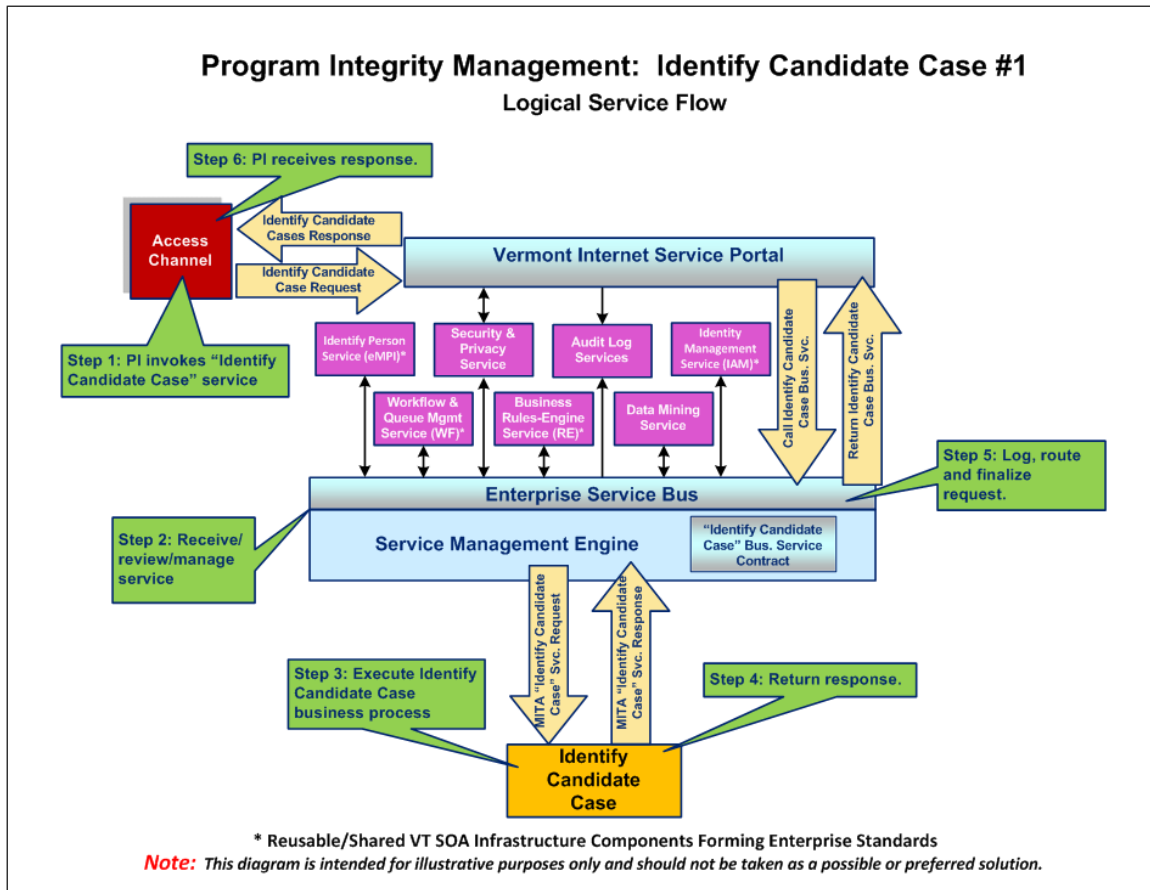 Program Integrity Management:  Identify Candidate Case #1
Logical Service Flow
Step 6: PI receives response.
Access
Channel
Identify Candidate
Cases Response
Identify Candidate
Case Request
Vermont Internet Service Portal
Step 1: PI invokes “Identify
Candidate Case” service
Identify Person
Service (eMPI)*
Security &
Privacy
Service
Audit Log
Services
Identity
Management
Service (IAM)*
Workflow &
Queue Mgmt
Service (WF)*
Business
Rules-Engine
Service (RE)*
Data Mining
Service
Call Identify Candidate
Case Bus. Svc.
Return Identify Candidate
Case Bus. Svc.
Step 5: Log, route
and finalize
request.
Enterprise Service Bus
Step 2: Receive/
review/manage
service
Service Management Engine
“Identify Candidate
Case” Bus. Service
Contract
MITA “Identify Candidate
Case” Svc. Request
MITA “Identify Candidate
Case” Svc. Response
Step 3: Execute Identify
Candidate Case
business process
Step 4: Return response.
Identify
Candidate
Case
* Reusable/Shared VT SOA Infrastructure Components Forming Enterprise Standards
Note: This diagram is intended for illustrative purposes only and should not be taken as a possible or preferred solution.